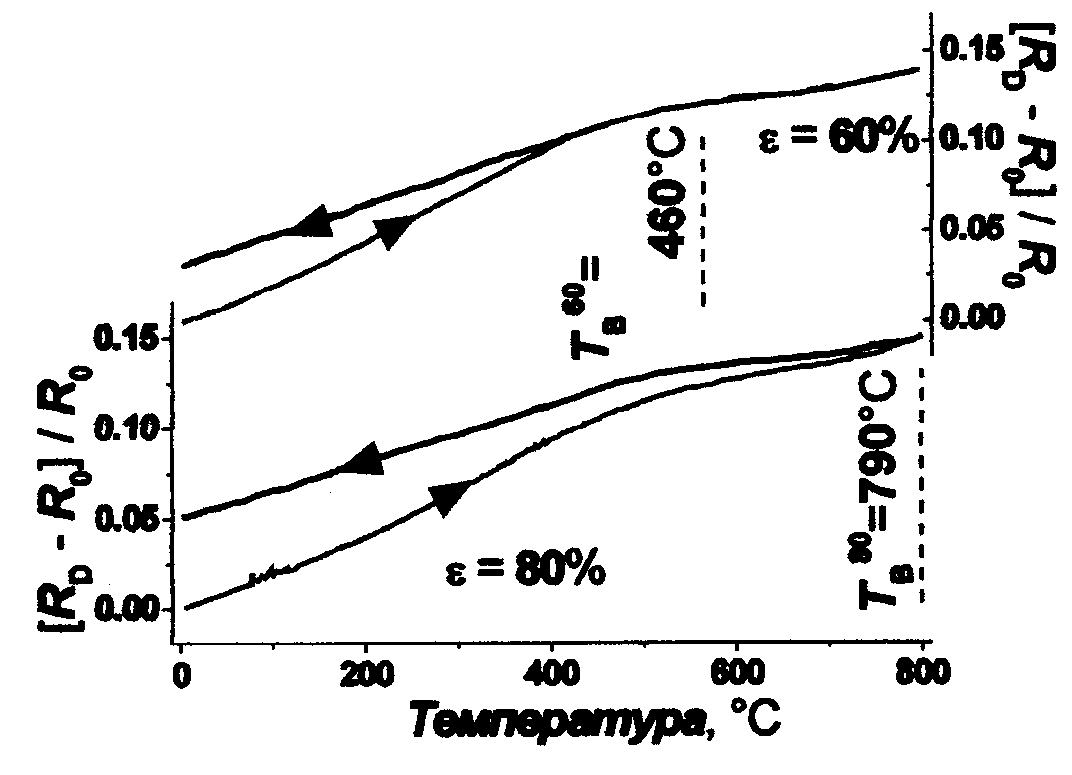 0.15
0.10
0.05
0.00
[R_D - R_0] / R_0
ε = 60%
T_B^60=
460°C
0.15
0.10
0.05
0.00
[R_D - R_0] / R_0
ε = 80%
T_B^80=790°C
0 200 400 600 800
Температура, °C